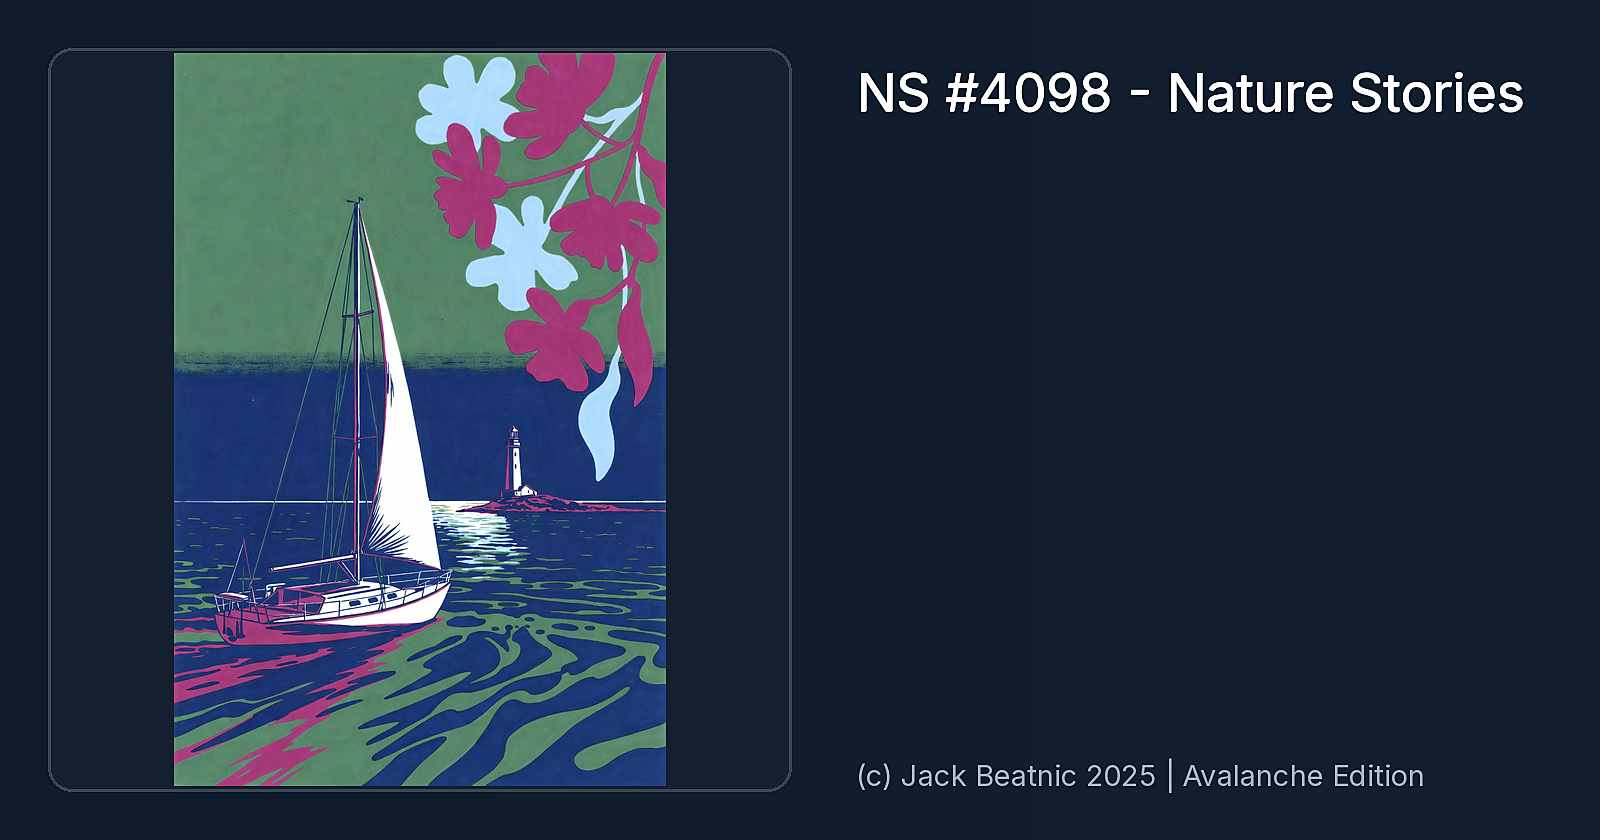 NS #4098 - Nature Stories
(c) Jack Beatnic 2025 | Avalanche Edition